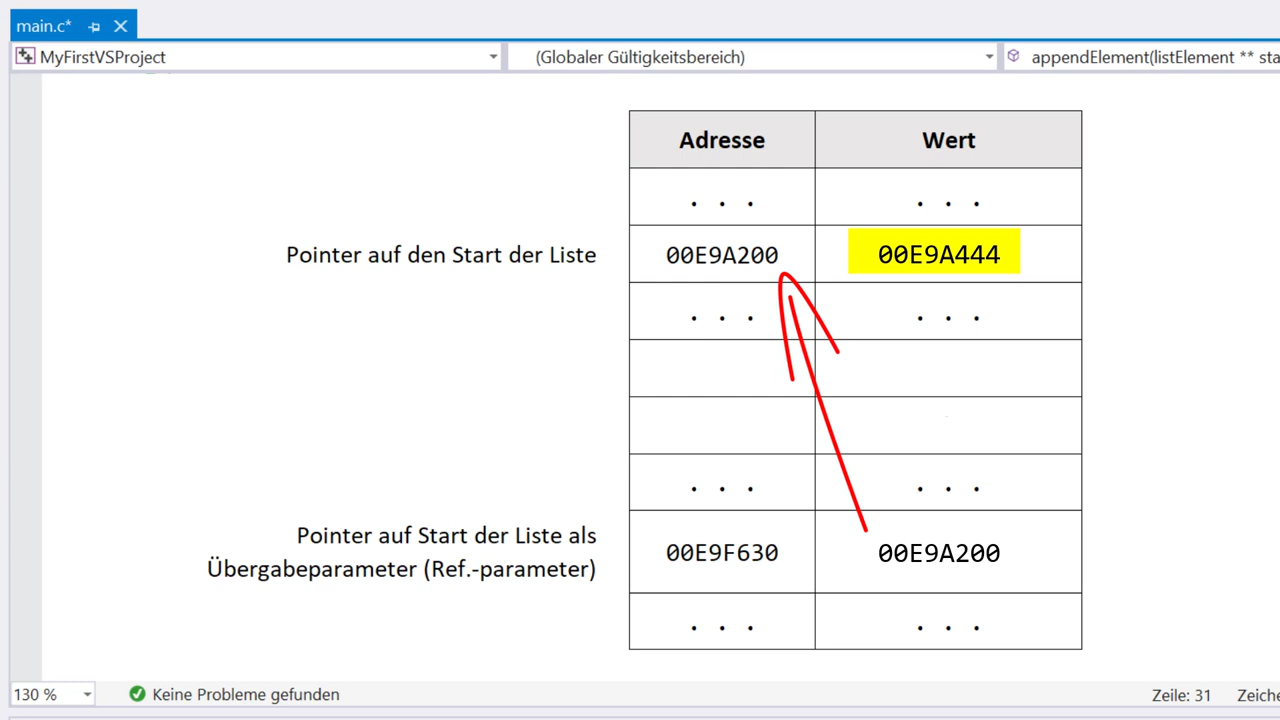 main.c*
MyFirstVSProject
(Globaler Gültigkeitsbereich)
appendElement(listElement ** sta
Adresse Wert
. . . . . .
Pointer auf den Start der Liste 00E9A200 00E9A444
. . . . . .
. . . . . .
Pointer auf Start der Liste als
Übergabeparameter (Ref.-parameter) 00E9F630 00E9A200
. . . . . .
130 % Keine Probleme gefunden Zeile: 31 Zeiche